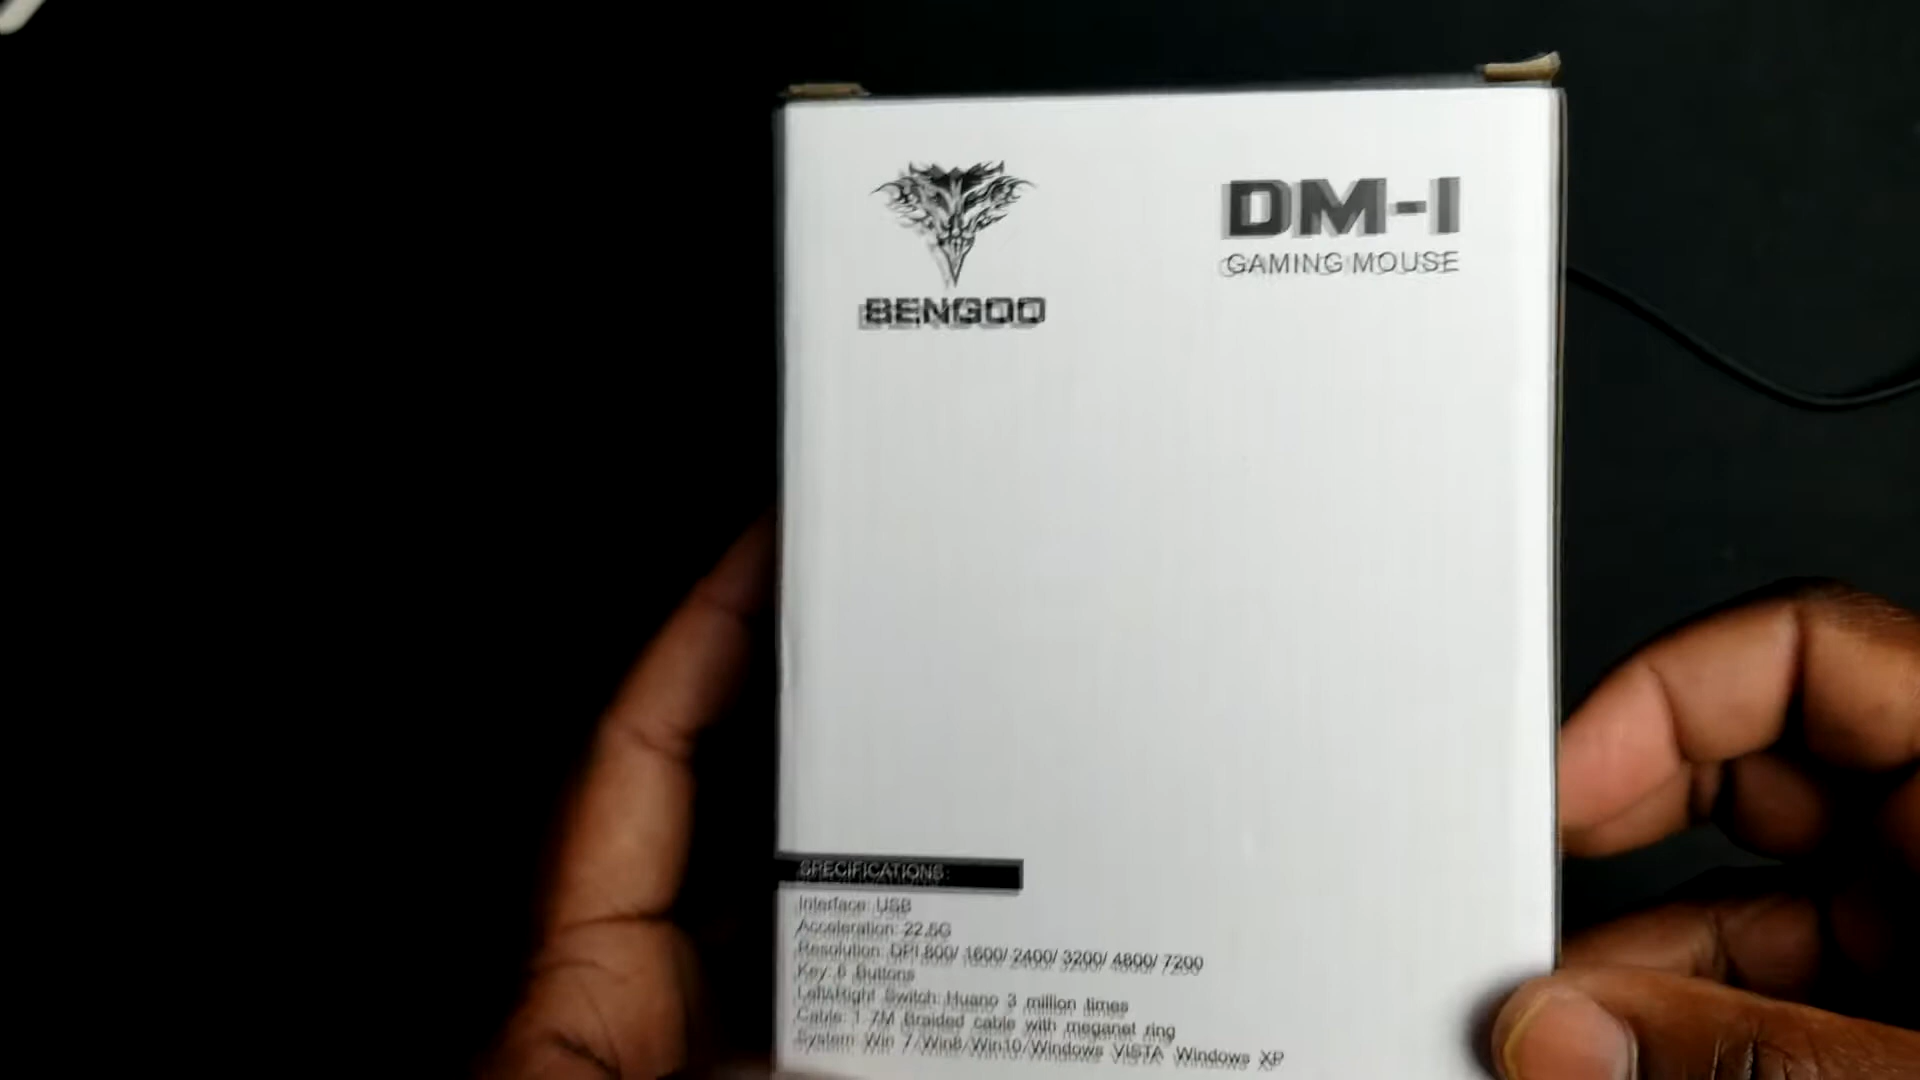 BENGOO
DM-1
GAMING MOUSE
SPECIFICATIONS:
Interface: USB
Acceleration: 22.5G
Resolution: DPI 800/ 1600/ 2400/ 3200/ 4800/ 7200
Key: 6 Buttons
Left&Right Switch: Huano 3 million times
Cable: 1.7M Braided cable with meganet ring
System: Win 7/Win8/Win10/Windows VISTA Windows XP